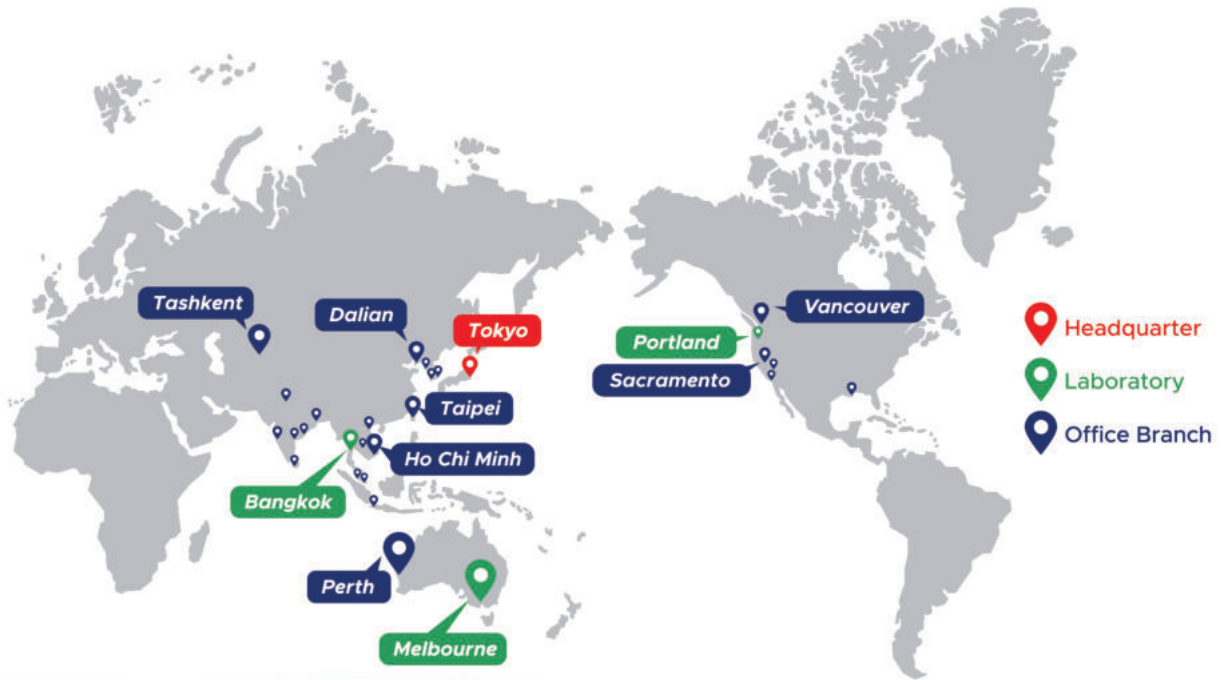 Tashkent
Dalian
Tokyo
Vancouver
Portland
Sacramento
Taipei
Ho Chi Minh
Bangkok
Perth
Melbourne
Headquarter
Laboratory
Office Branch